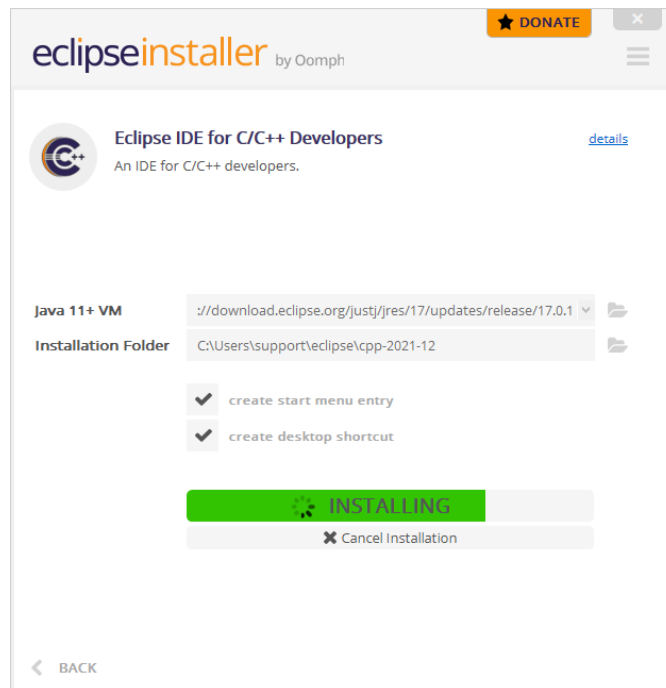 DONATE
eclipseinstaller by Oomph
C++
Eclipse IDE for C/C++ Developers
details
An IDE for C/C++ developers.
Java 11+ VM
://download.eclipse.org/justj/jres/17/updates/release/17.0.1
Installation Folder
C:\Users\support\eclipse\cpp-2021-12
create start menu entry
create desktop shortcut
INSTALLING
Cancel Installation
BACK